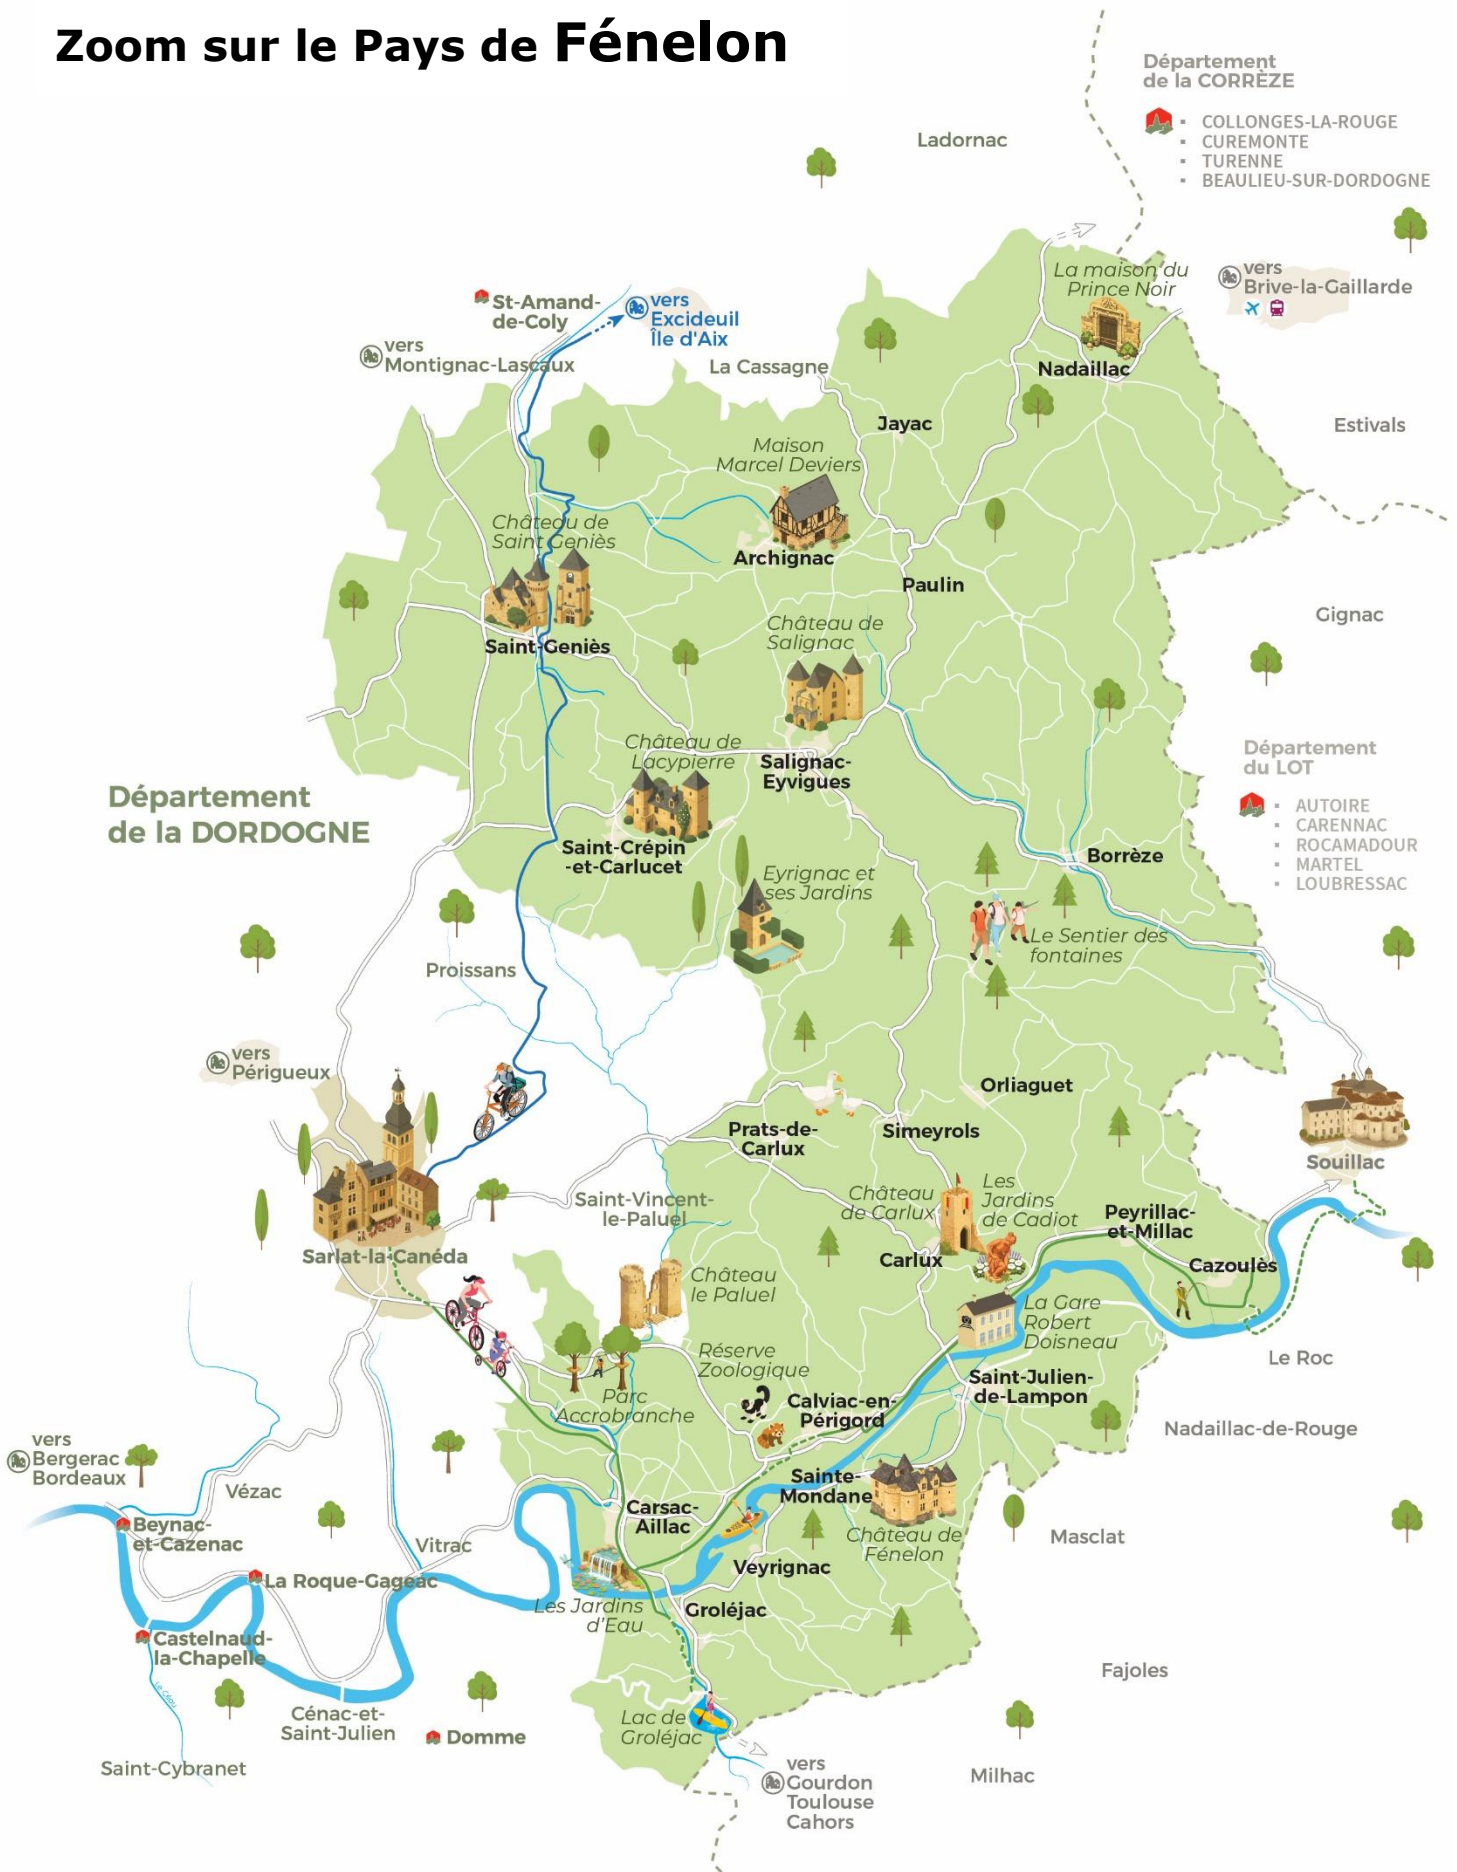 Zoom sur le Pays de Fénelon
Département
de la CORRÈZE
▪ COLLONGES-LA-ROUGE
▪ CUREMONTE
▪ TURENNE
▪ BEAULIEU-SUR-DORDOGNE
Ladornac
La maison du
Prince Noir
Nadaillac
vers
Brive-la-Gaillarde
St-Amand-
de-Coly
vers
Excideuil
Île d'Aix
vers
Montignac-Lascaux
La Cassagne
Jayac
Estivals
Maison
Marcel Deviers
Archignac
Château de
Saint Geniès
Saint-Geniès
Paulin
Gignac
Château de
Salignac
Salignac-
Eyvigues
Château de
Lacypierre
Saint-Crépin
-et-Carlucet
Département
de la DORDOGNE
Département
du LOT
▪ AUTOIRE
▪ CARENNAC
▪ ROCAMADOUR
▪ MARTEL
▪ LOUBRESSAC
Borrèze
Eyrignac et
ses Jardins
Le Sentier des
fontaines
Proissans
vers
Périgueux
Orliaguet
Prats-de-
Carlux
Simeyrols
Souillac
Saint-Vincent-
le-Paluel
Château
de Carlux
Les
Jardins
de Cadiot
Peyrillac-
et-Millac
Carlux
Cazoulès
Sarlat-la-Canéda
Château
le Paluel
La Gare
Robert
Doisneau
Réserve
Zoologique
Le Roc
Saint-Julien-
de-Lampon
Parc
Accrobranche
Calviac-en-
Périgord
Nadaillac-de-Rouge
vers
Bergerac
Bordeaux
Vézac
Sainte-
Mondane
Carsac-
Aillac
Château de
Fénelon
Masclat
Beynac-
et-Cazenac
Vitrac
Veyrignac
La Roque-Gageac
Les Jardins
d'Eau
Groléjac
Castelnaud-
la-Chapelle
Le Céou
Fajoles
Cénac-et-
Saint-Julien
Domme
Lac de
Groléjac
Saint-Cybranet
vers
Gourdon
Toulouse
Cahors
Milhac